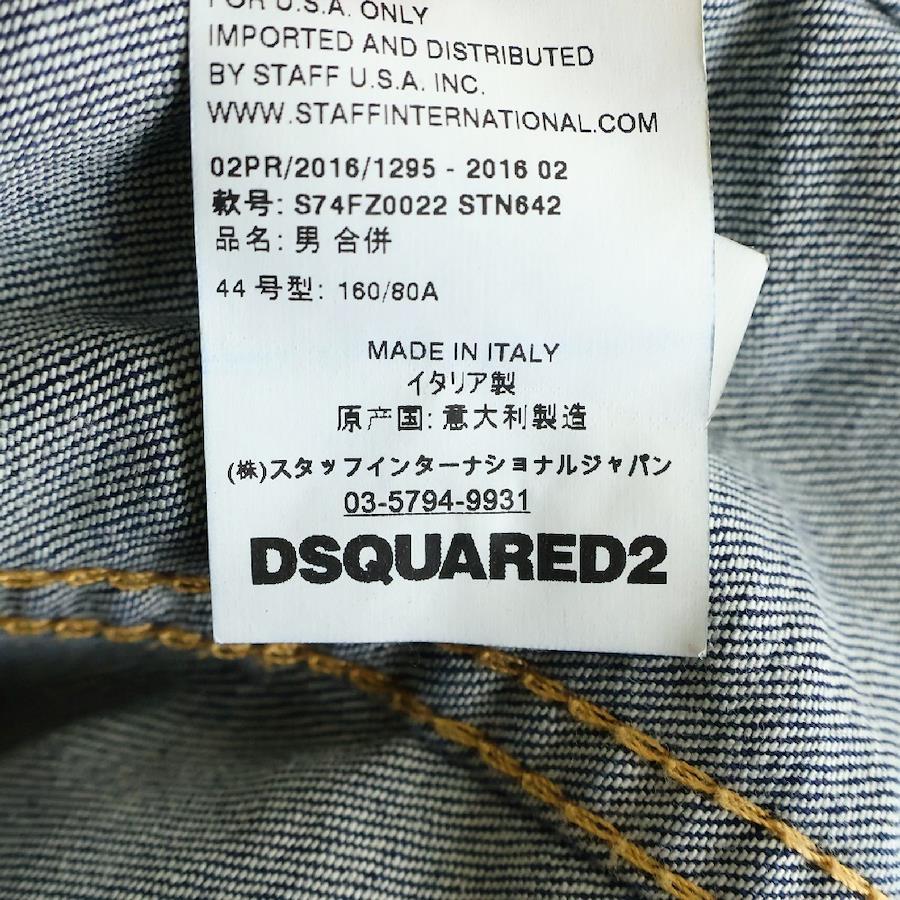 FOR U.S.A. ONLY
IMPORTED AND DISTRIBUTED
BY STAFF U.S.A. INC.
WWW.STAFFINTERNATIONAL.COM
02PR/2016/1295 - 2016 02
軟号: S74FZ0022 STN642
品名: 男 合併
44 号型: 160/80A
MADE IN ITALY
イタリア製
原产国: 意大利製造
(株)スタッフインターナショナルジャパン
03-5794-9931
DSQUARED2